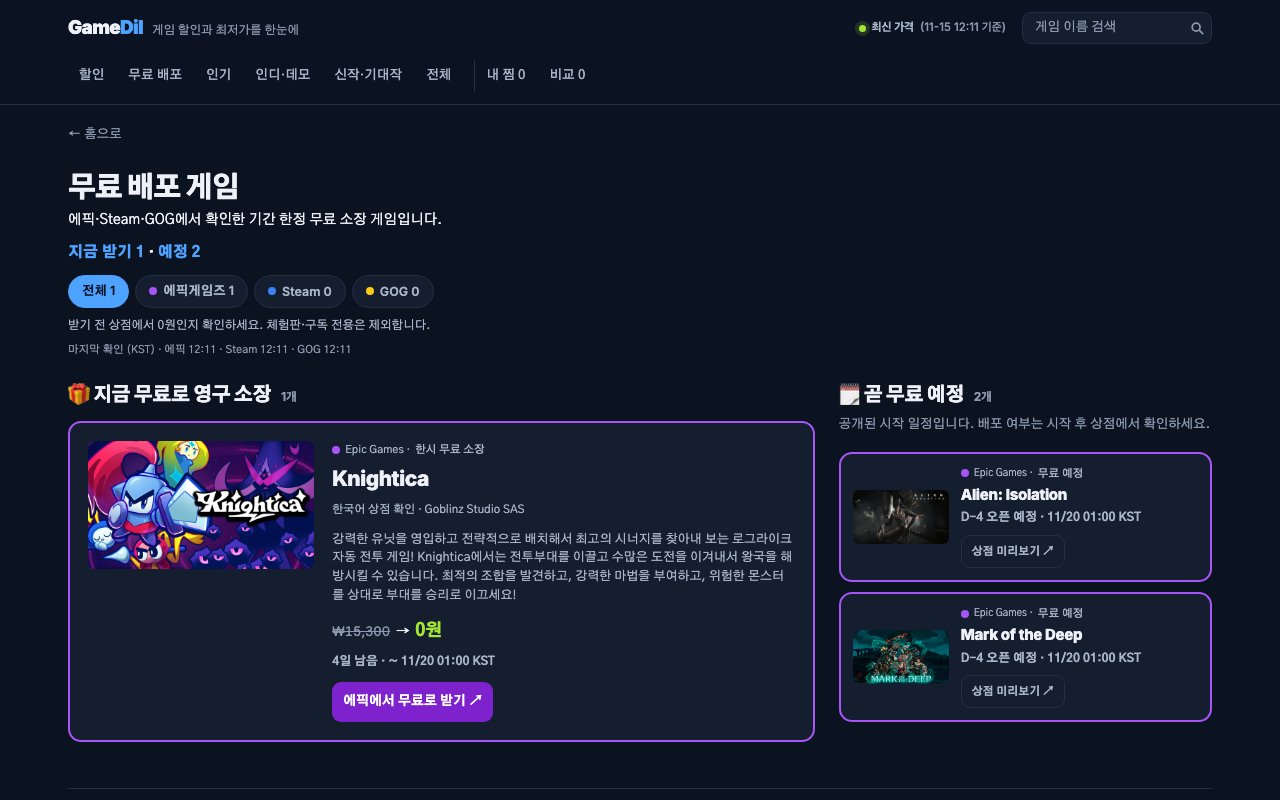 GameDil 게임 할인과 최저가를 한눈에
최신 가격 (11-15 12:11 기준)
게임 이름 검색
할인 무료 배포 인기 인디·데모 신작·기대작 전체 내 찜 0 비교 0
← 홈으로
무료 배포 게임
에픽·Steam·GOG에서 확인한 기간 한정 무료 소장 게임입니다.
지금 받기 1 · 예정 2
전체 1 에픽게임즈 1 Steam 0 GOG 0
받기 전 상점에서 0원인지 확인하세요. 체험판·구독 전용은 제외합니다.
마지막 확인 (KST) · 에픽 12:11 · Steam 12:11 · GOG 12:11
🎁 지금 무료로 영구 소장 1개
Knightica
Epic Games · 한시 무료 소장
Knightica
한국어 상점 확인 · Goblinz Studio SAS
강력한 유닛을 영입하고 전략적으로 배치해서 최고의 시너지를 찾아내 보는 로그라이크
자동 전투 게임! Knightica에서는 전투부대를 이끌고 수많은 도전을 이겨내서 왕국을 해
방시킬 수 있습니다. 최적의 조합을 발견하고, 강력한 마법을 부여하고, 위험한 몬스터
를 상대로 부대를 승리로 이끄세요!
₩15,300 → 0원
4일 남음 · ~ 11/20 01:00 KST
에픽에서 무료로 받기 ↗
🗓️ 곧 무료 예정 2개
공개된 시작 일정입니다. 배포 여부는 시작 후 상점에서 확인하세요.
Epic Games · 무료 예정
Alien: Isolation
D-4 오픈 예정 · 11/20 01:00 KST
상점 미리보기 ↗
MARK OF THE DEEP
Epic Games · 무료 예정
Mark of the Deep
D-4 오픈 예정 · 11/20 01:00 KST
상점 미리보기 ↗